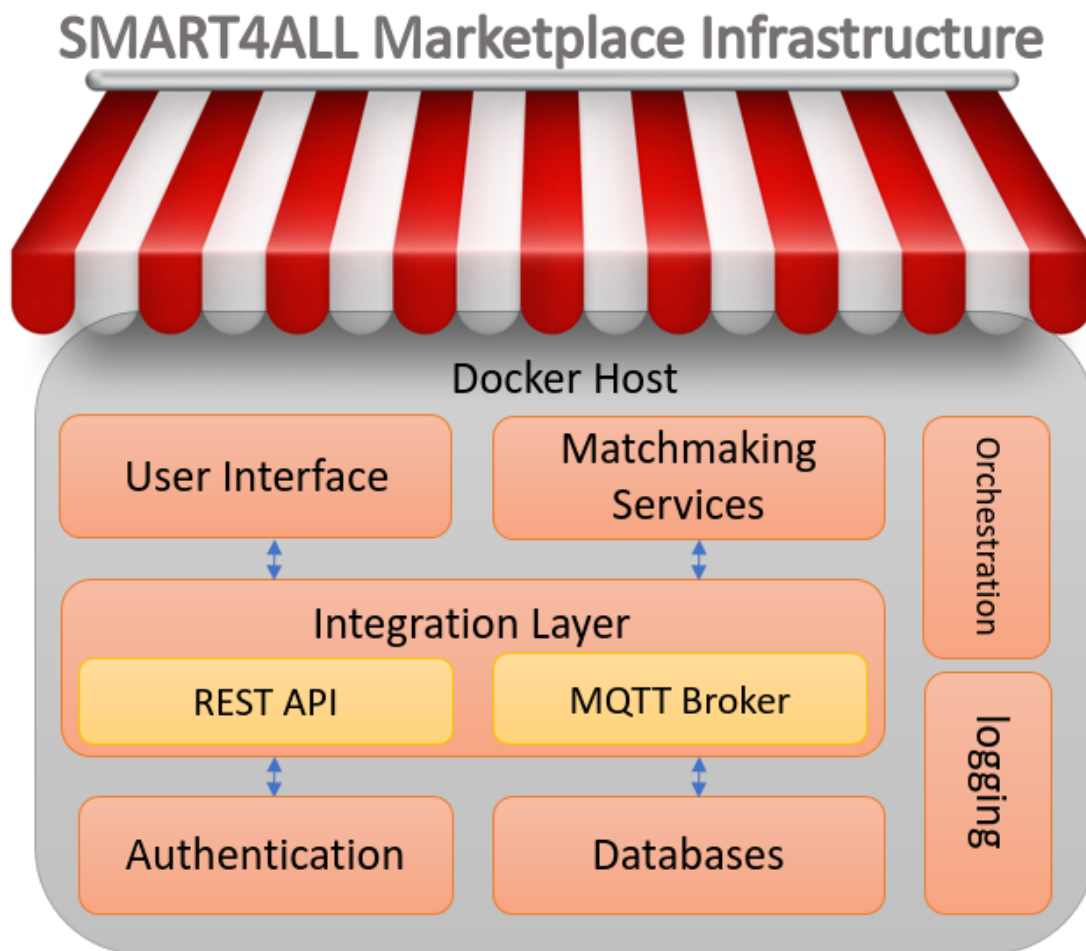 SMART4ALL Marketplace Infrastructure
Docker Host
User Interface
Matchmaking
Services
Orchestration
Integration Layer
REST API
MQTT Broker
logging
Authentication
Databases